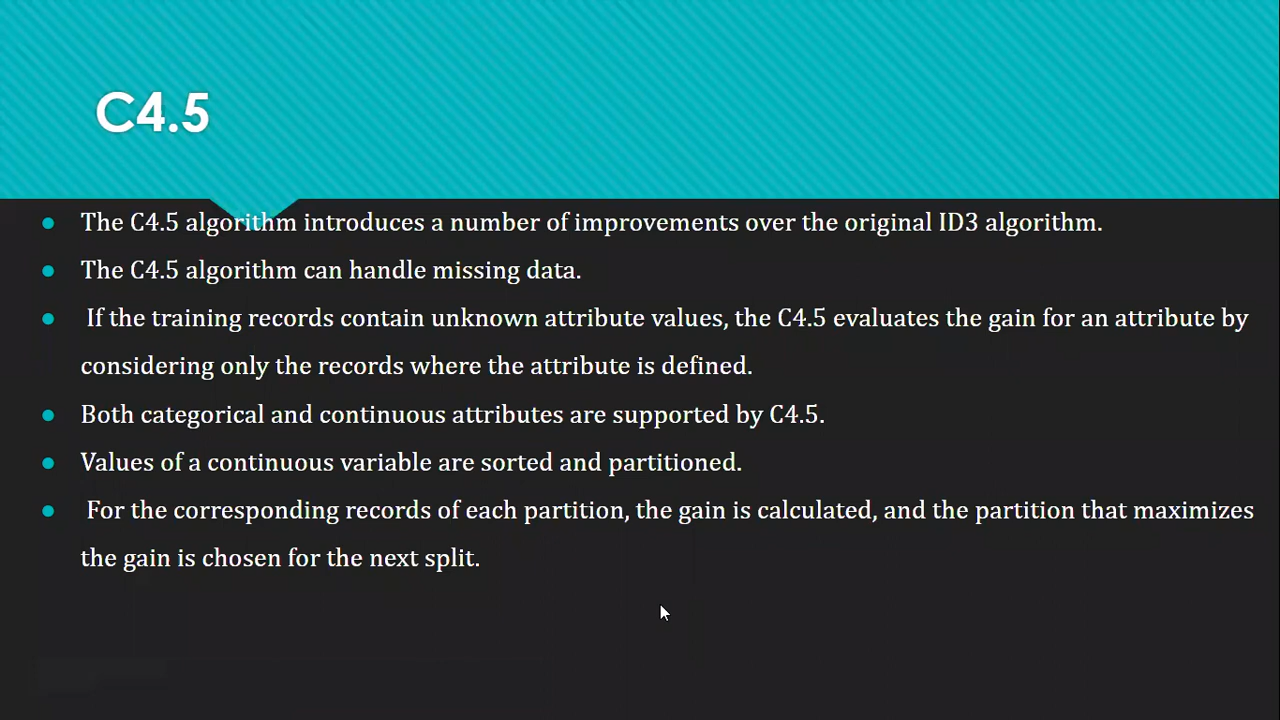 C4.5
The C4.5 algorithm introduces a number of improvements over the original ID3 algorithm.
The C4.5 algorithm can handle missing data.
If the training records contain unknown attribute values, the C4.5 evaluates the gain for an attribute by
considering only the records where the attribute is defined.
Both categorical and continuous attributes are supported by C4.5.
Values of a continuous variable are sorted and partitioned.
For the corresponding records of each partition, the gain is calculated, and the partition that maximizes
the gain is chosen for the next split.